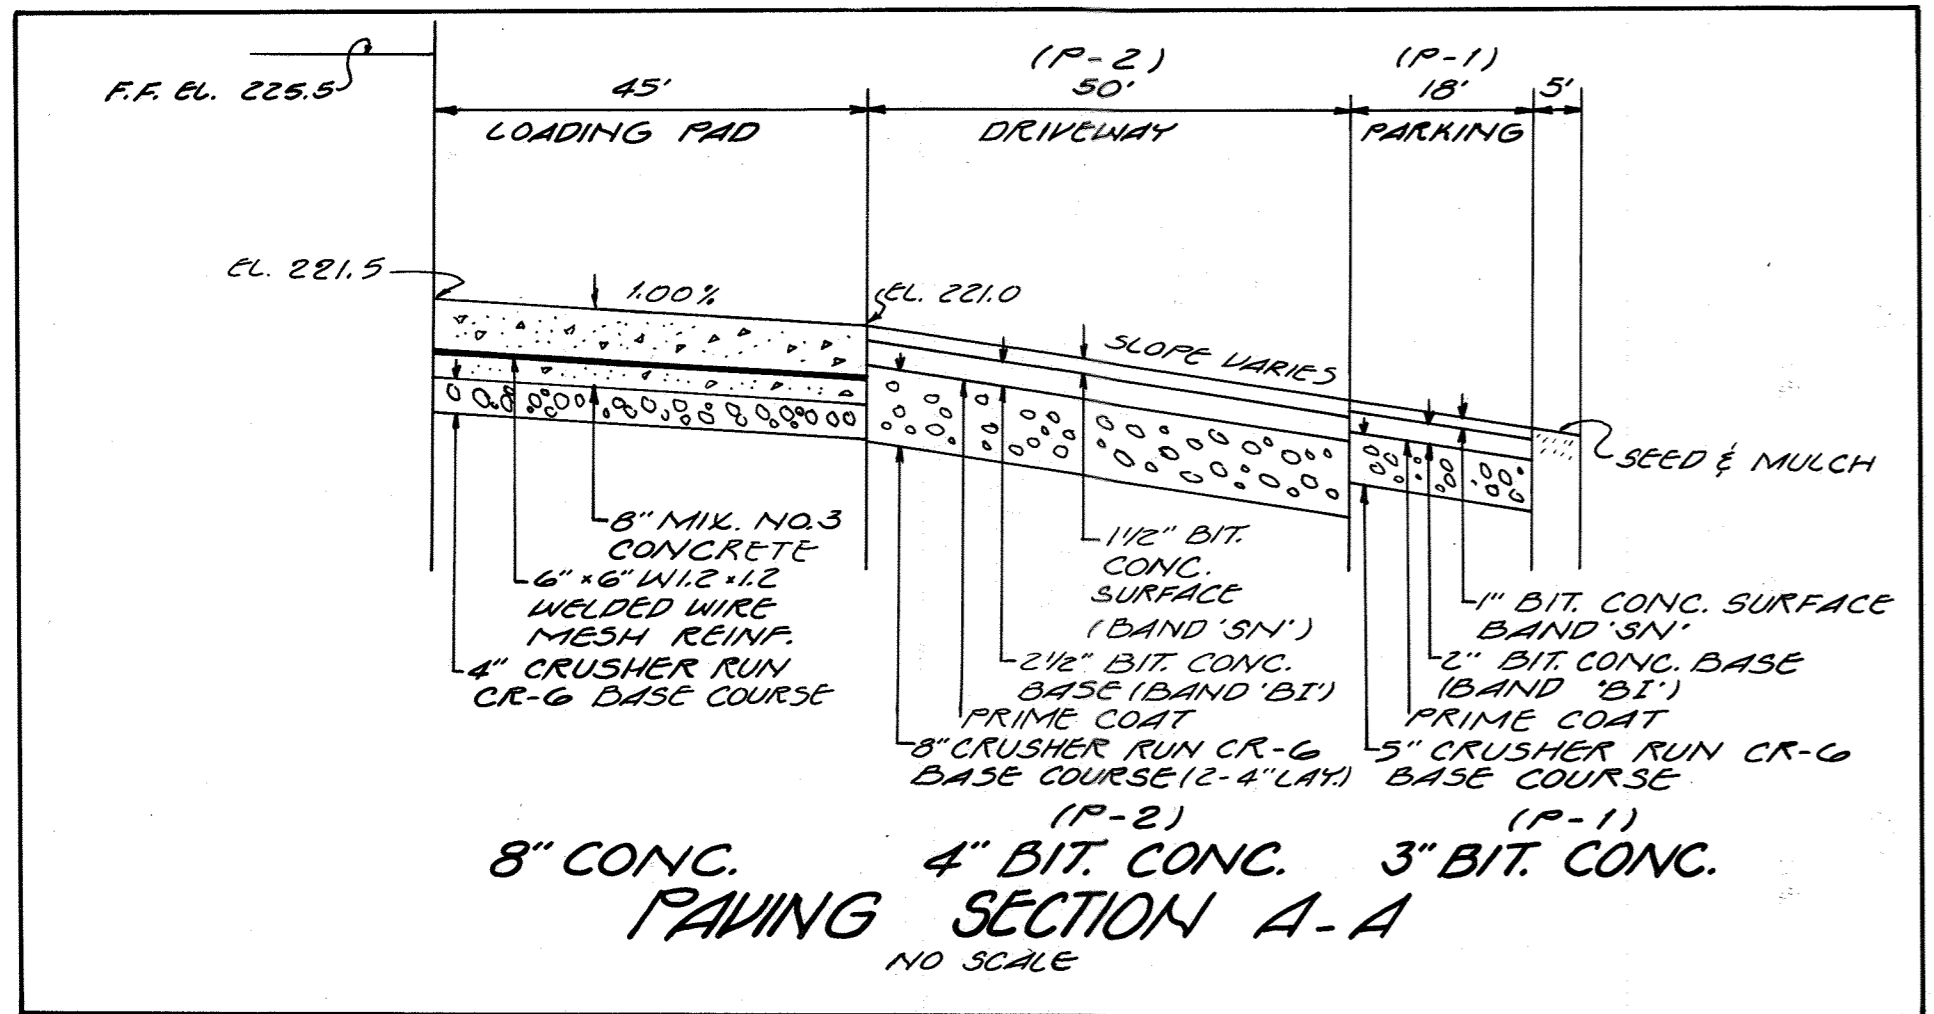 (P-2)
(P-1)
F.F. EL. 225.5
45'
50'
18'
5'
LOADING PAD
DRIVEWAY
PARKING
EL. 221.5
1.00%
EL. 221.0
SLOPE VARIES
SEED & MULCH
8" MIX. NO.3
CONCRETE
6" x 6" W1.2 x 1.2
WELDED WIRE
MESH REINF.
4" CRUSHER RUN
CR-6 BASE COURSE
1 1/2" BIT.
CONC.
SURFACE
(BAND 'SN')
2 1/2" BIT. CONC.
BASE (BAND 'BI')
PRIME COAT
8" CRUSHER RUN CR-6
BASE COURSE (2-4" LAY.)
1" BIT. CONC. SURFACE
BAND 'SN'
2" BIT. CONC. BASE
(BAND 'BI')
PRIME COAT
5" CRUSHER RUN CR-6
BASE COURSE
(P-2)
(P-1)
8" CONC.
4" BIT. CONC.
3" BIT. CONC.
PAVING SECTION A-A
NO SCALE